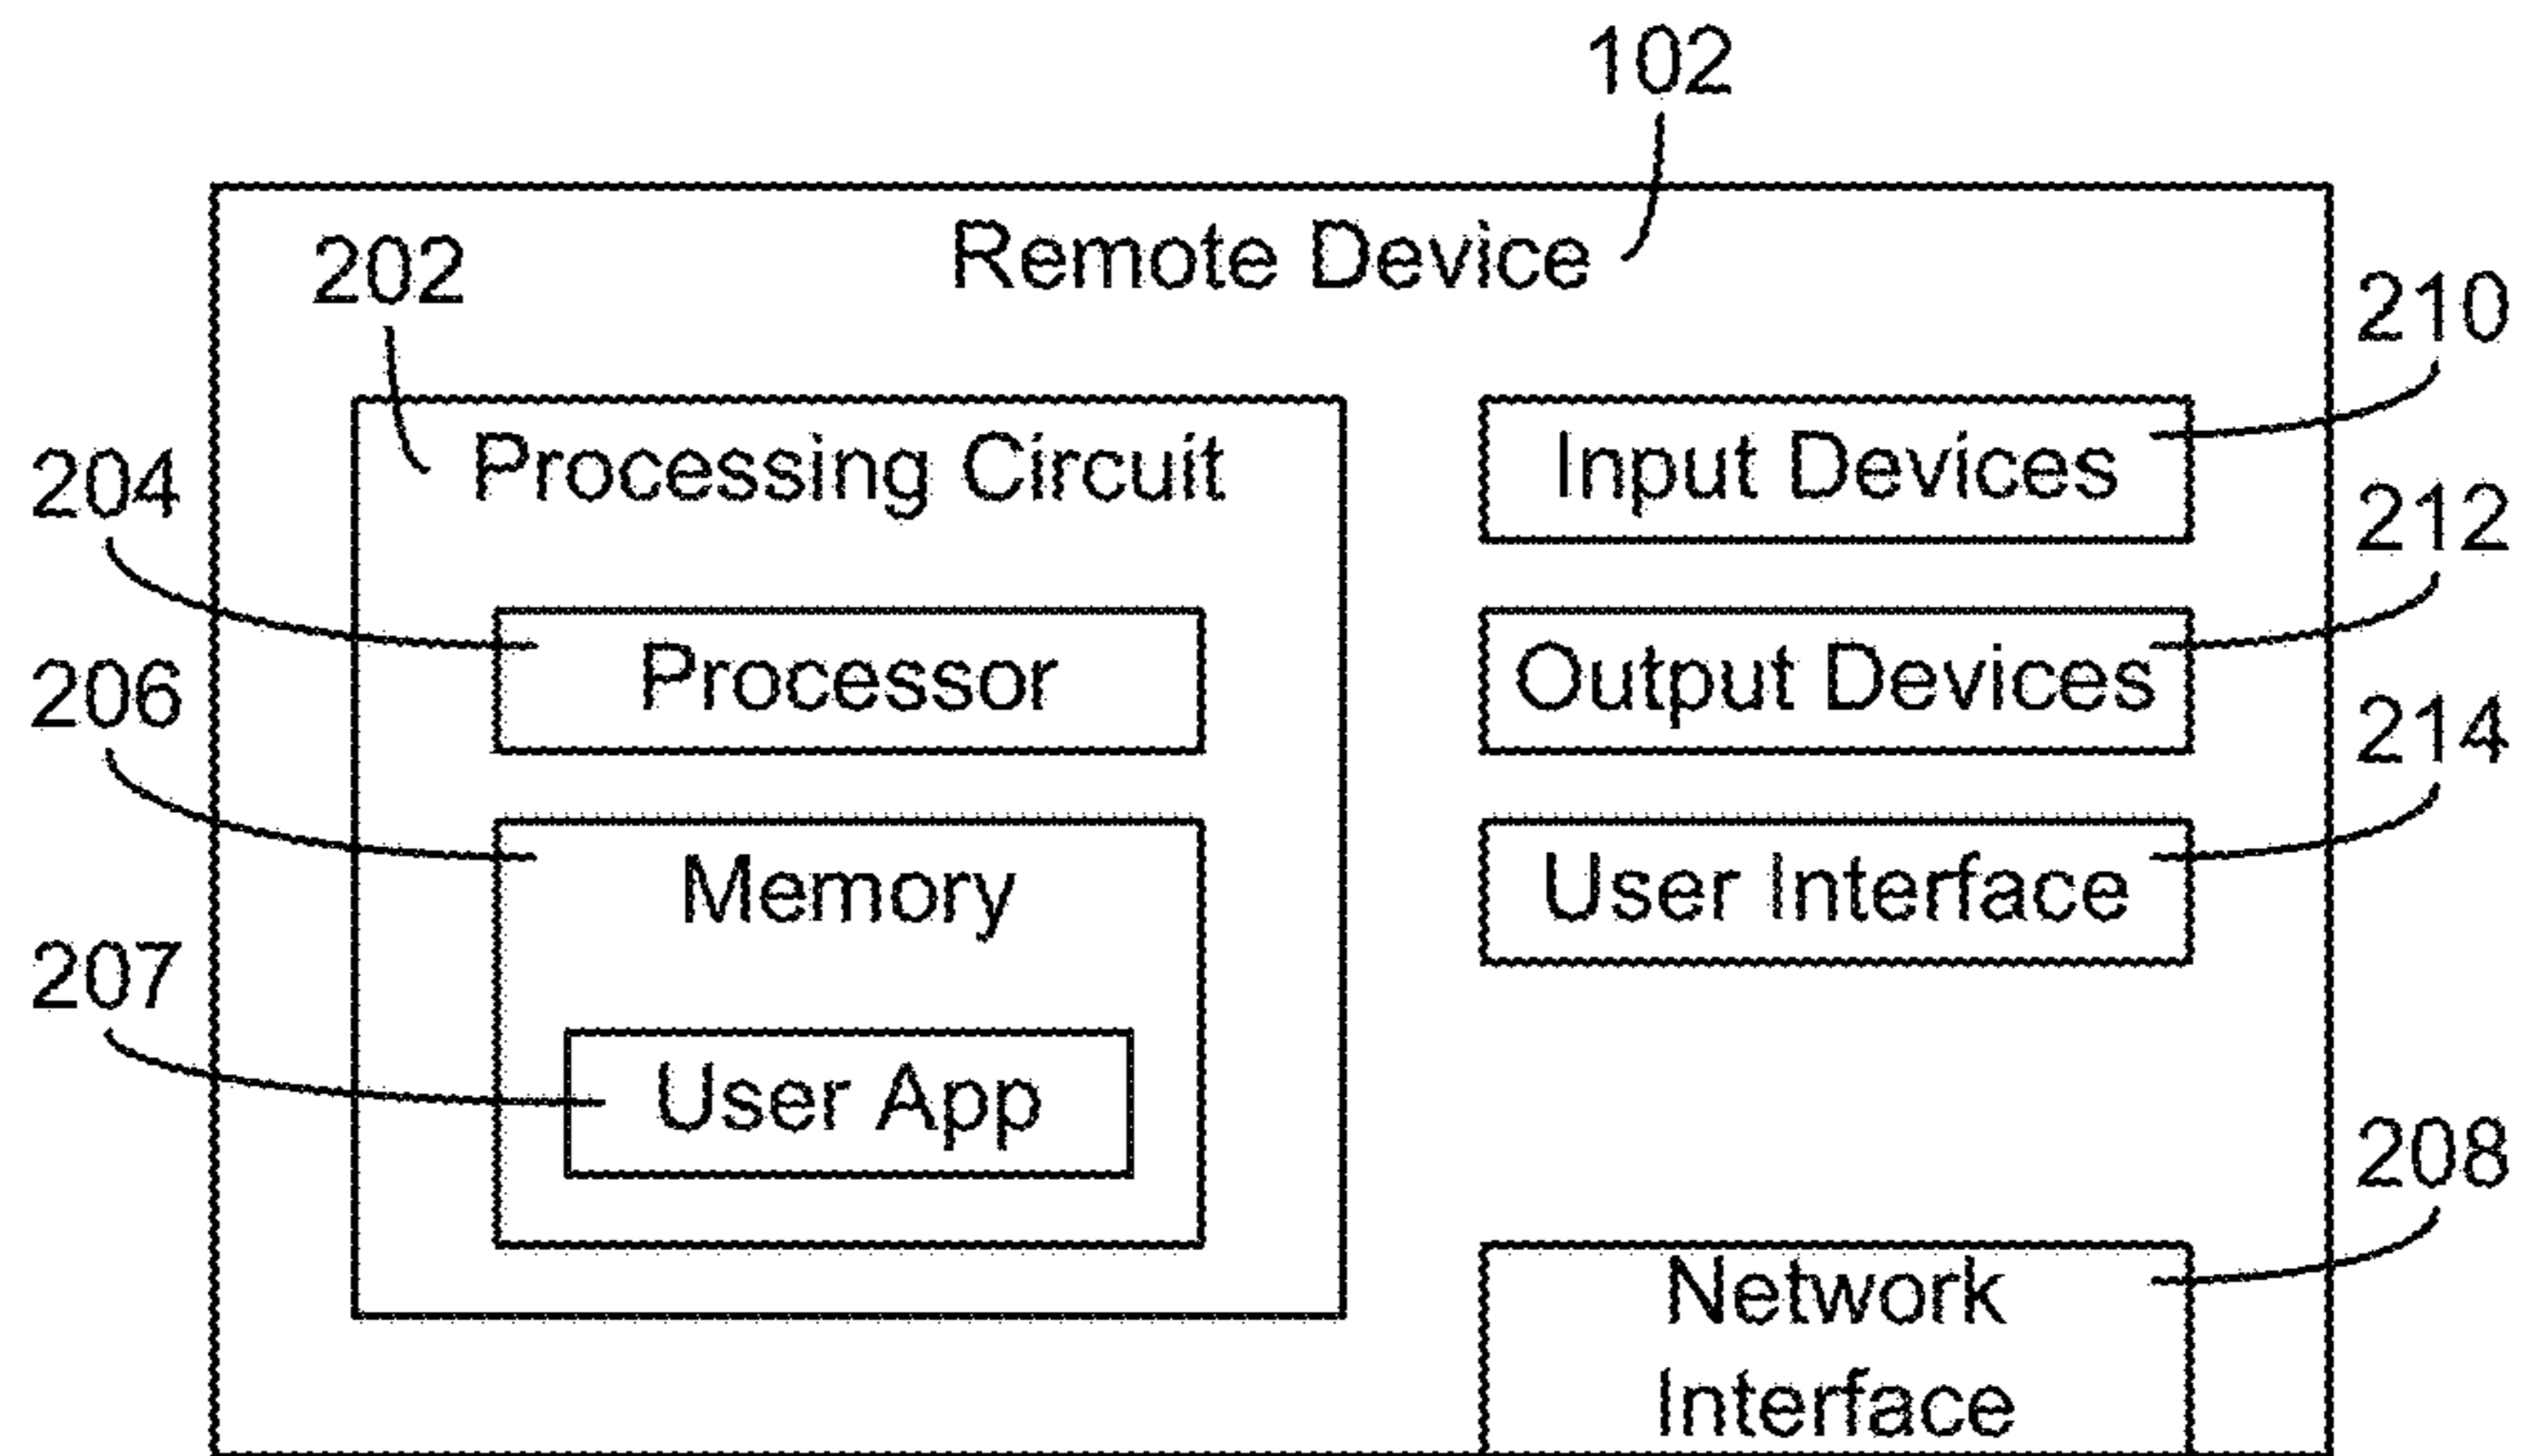 102
Remote Device
202
210
Processing Circuit
Input Devices
204
212
Processor
Output Devices
206
214
Memory
User Interface
207
User App
208
Network
Interface